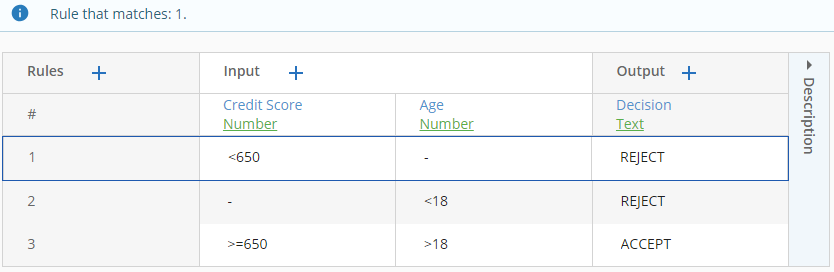 Rule that matches: 1.
Rules + Input + Output +
# Credit Score Age Decision
Number Number Text
1 <650 - REJECT
2 - <18 REJECT
3 >=650 >18 ACCEPT
Description